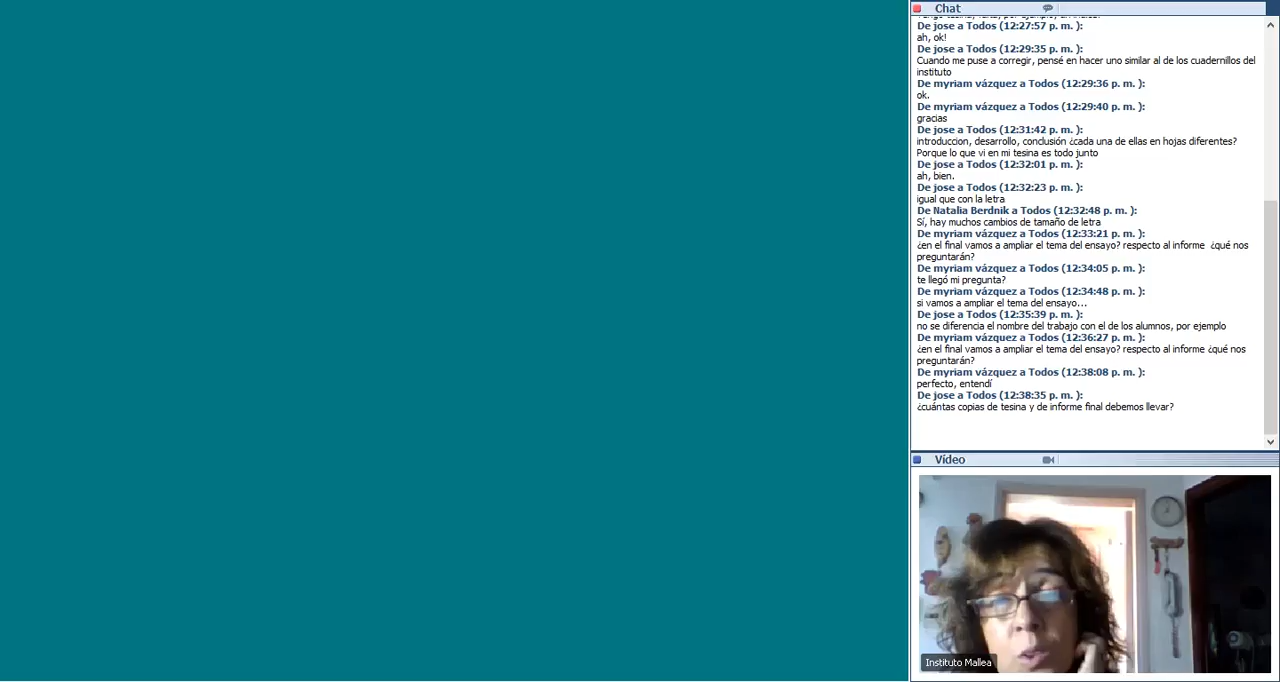 Chat
De jose a Todos (12:27:57 p. m. ):
ah, ok!
De jose a Todos (12:29:35 p. m. ):
Cuando me puse a corregir, pensé en hacer uno similar al de los cuadernillos del
instituto
De myriam vázquez a Todos (12:29:36 p. m. ):
ok.
De myriam vázquez a Todos (12:29:40 p. m. ):
gracias
De jose a Todos (12:31:42 p. m. ):
introduccion, desarrollo, conclusión ¿cada una de ellas en hojas diferentes?
Porque lo que vi en mi tesina es todo junto
De jose a Todos (12:32:01 p. m. ):
ah, bien.
De jose a Todos (12:32:23 p. m. ):
igual que con la letra
De Natalia Berdnik a Todos (12:32:48 p. m. ):
Sí, hay muchos cambios de tamaño de letra
De myriam vázquez a Todos (12:33:21 p. m. ):
¿en el final vamos a ampliar el tema del ensayo? respecto al informe ¿qué nos
preguntarán?
De myriam vázquez a Todos (12:34:05 p. m. ):
te llegó mi pregunta?
De myriam vázquez a Todos (12:34:48 p. m. ):
si vamos a ampliar el tema del ensayo...
De jose a Todos (12:35:39 p. m. ):
no se diferencia el nombre del trabajo con el de los alumnos, por ejemplo
De myriam vázquez a Todos (12:36:27 p. m. ):
¿en el final vamos a ampliar el tema del ensayo? respecto al informe ¿qué nos
preguntarán?
De myriam vázquez a Todos (12:38:08 p. m. ):
perfecto, entendí
De jose a Todos (12:38:35 p. m. ):
¿cuántas copias de tesina y de informe final debemos llevar?
Vídeo
Instituto Mallea